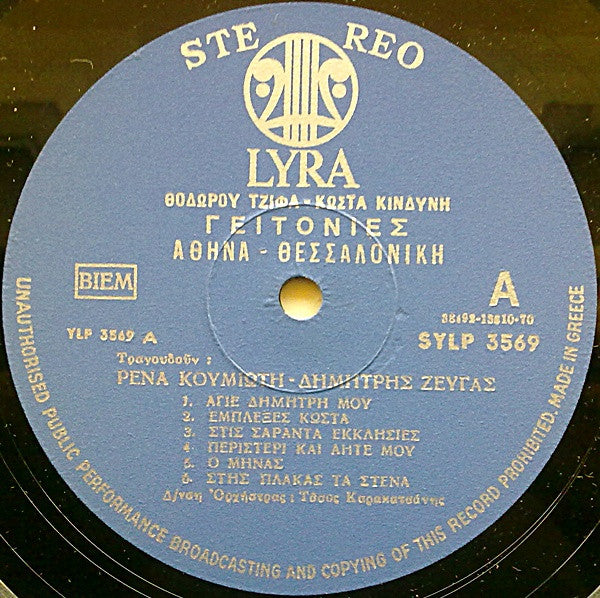 STEREO
LYRA
ΘΟΔΩΡΟΥ ΤΖΙΦΑ - ΚΩΣΤΑ ΚΙΝΔΥΝΗ
ΓΕΙΤΟΝΙΕΣ
ΑΘΗΝΑ - ΘΕΣΣΑΛΟΝΙΚΗ
BIEM
A
YLP 3569 A
SYLP 3569
Τραγουδοῦν :
ΡΕΝΑ ΚΟΥΜΙΩΤΗ - ΔΗΜΗΤΡΗΣ ΖΕΥΓΑΣ
1. ΑΓΙΕ ΔΗΜΗΤΡΗ ΜΟΥ
2. ΕΜΠΛΕΞΕΣ ΚΩΣΤΑ
3. ΣΤΙΣ ΣΑΡΑΝΤΑ ΕΚΚΛΗΣΙΕΣ
4. ΠΕΡΙΣΤΕΡΙ ΚΑΙ ΛΗΤΕ ΜΟΥ
5. Ο ΜΗΝΑΣ
6. ΣΤΗΣ ΠΛΑΚΑΣ ΤΑ ΣΤΕΝΑ
Δ/νση Ὀρχήστρας : Τάσος Καρακατσάνης
UNAUTHORISED PUBLIC PERFORMANCE BROADCASTING AND COPYING OF THIS RECORD PROHIBITED. MADE IN GREECE